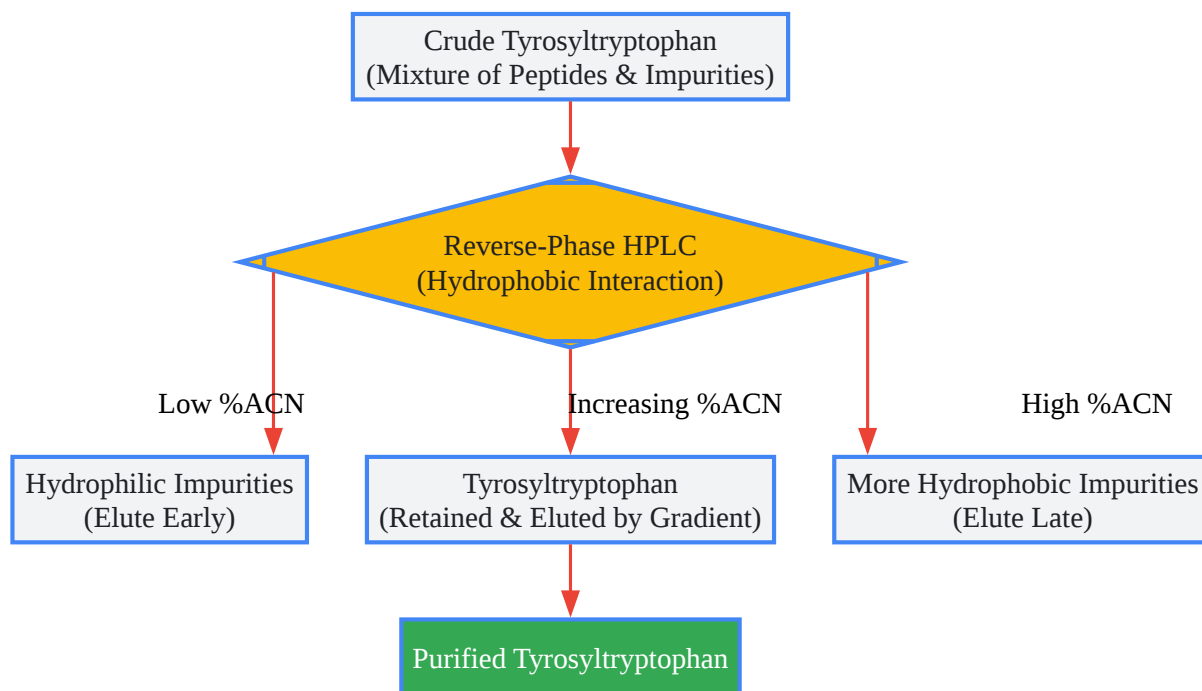 Crude Tyrosyltryptophan
(Mixture of Peptides & Impurities)
Reverse-Phase HPLC
(Hydrophobic Interaction)
Low %ACN
Increasing %ACN
High %ACN
Hydrophilic Impurities
(Elute Early)
Tyrosyltryptophan
(Retained & Eluted by Gradient)
More Hydrophobic Impurities
(Elute Late)
Purified Tyrosyltryptophan